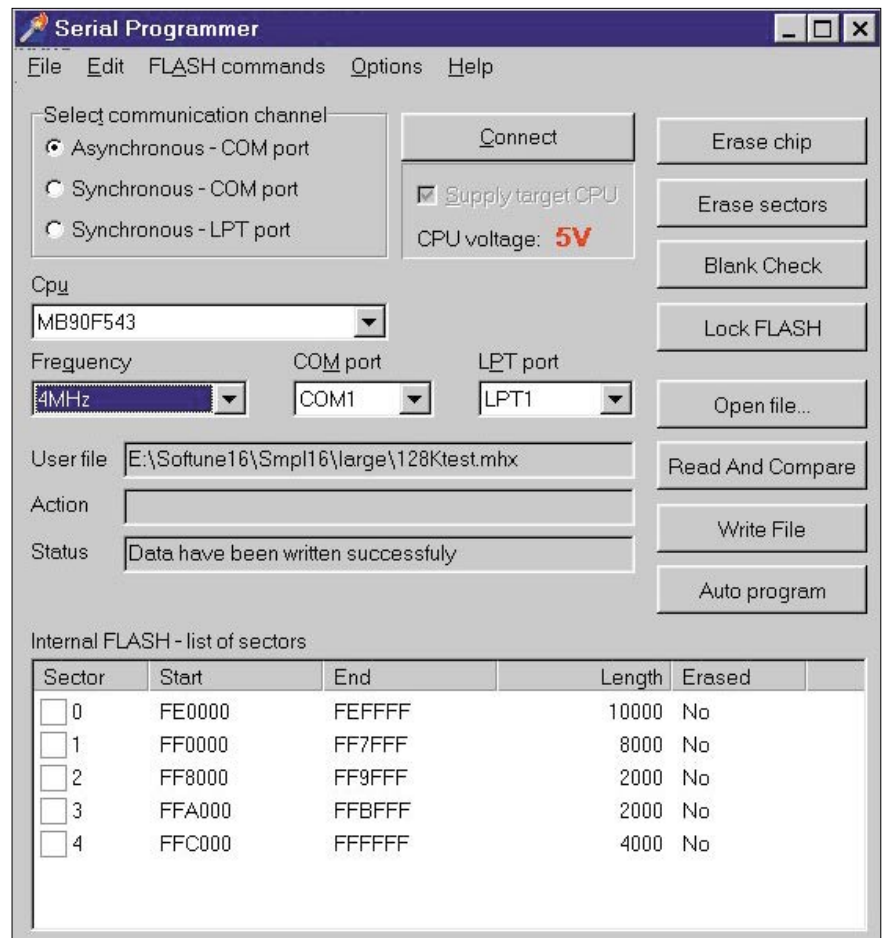 Serial Programmer
File Edit FLASH commands Options Help
Select communication channel
Asynchronous - COM port
Synchronous - COM port
Synchronous - LPT port
Connect
Supply target CPU
CPU voltage: 5V
Erase chip
Erase sectors
Blank Check
Lock FLASH
Cpu
MB90F543
Frequency COM port LPT port
4MHz COM1 LPT1
Open file...
Read And Compare
Write File
Auto program
User file E:\Softune16\Smpl16\large\128Ktest.mhx
Action
Status Data have been written successfuly
Internal FLASH - list of sectors
Sector Start End Length Erased
0 FE0000 FEFFFF 10000 No
1 FF0000 FF7FFF 8000 No
2 FF8000 FF9FFF 2000 No
3 FFA000 FFBFFF 2000 No
4 FFC000 FFFFFF 4000 No